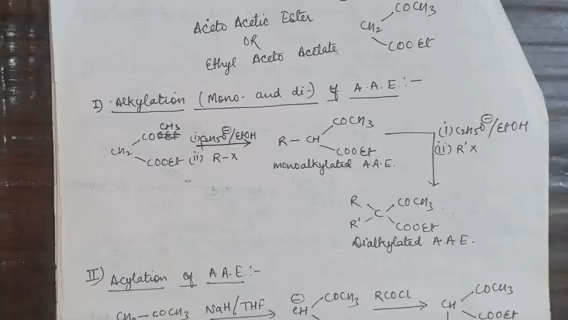 Aceto Acetic Ester
OR
Ethyl Aceto Acetate
COCH3
CH2
COOEt
I) Alkylation (Mono- and di-) of A.A.E:-
COCH3
CH2
COOEt
(i) C2H5O⊖/EtOH
(ii) R-X
COCH3
R-CH
COOEt
monoalkylated A.A.E.
(i) C2H5O⊖/EtOH
(ii) R'X
R
COCH3
C
R'
COOEt
Dialkylated A.A.E.
II) Acylation of A.A.E:-
CH2-COCH3
NaH/THF
⊖
CH
COCH3
RCOCl
COCH3
CH
COOEt